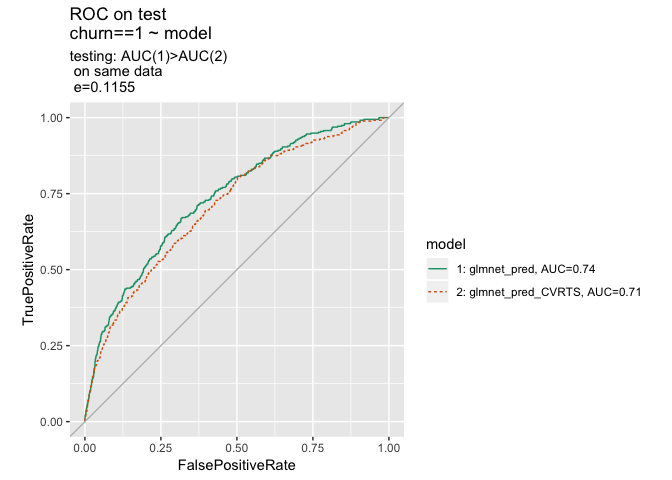 ROC on test
churn==1 ~ model
testing: AUC(1)>AUC(2)
on same data
e=0.1155
1.00
0.75
0.50
0.25
0.00
TruePositiveRate
0.00 0.25 0.50 0.75 1.00
FalsePositiveRate
model
1: glmnet_pred, AUC=0.74
2: glmnet_pred_CVRTS, AUC=0.71